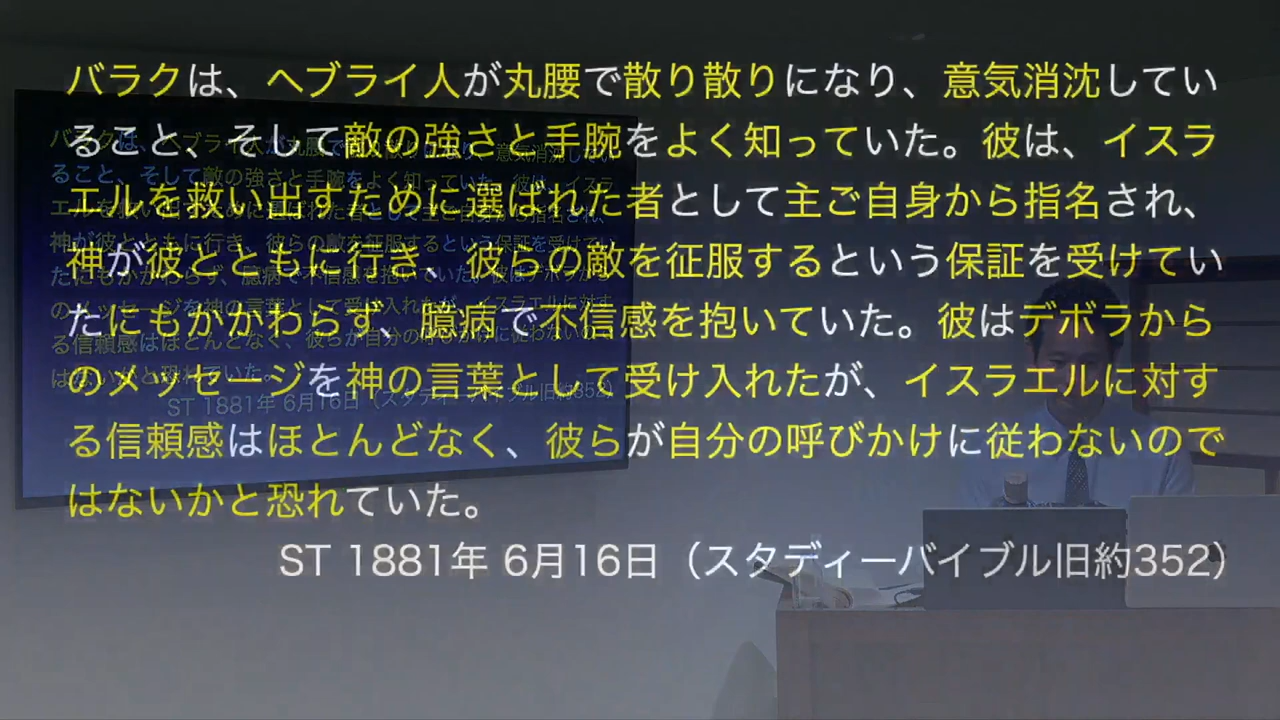 バラクは、ヘブライ人が丸腰で散り散りになり、意気消沈してい
ること、そして敵の強さと手腕をよく知っていた。彼は、イスラ
エルを救い出すために選ばれた者として主ご自身から指名され、
神が彼とともに行き、彼らの敵を征服するという保証を受けてい
たにもかかわらず、臆病で不信感を抱いていた。彼はデボラから
のメッセージを神の言葉として受け入れたが、イスラエルに対す
る信頼感はほとんどなく、彼らが自分の呼びかけに従わないので
はないかと恐れていた。
ST 1881年 6月16日（スタディーバイブル旧約352）